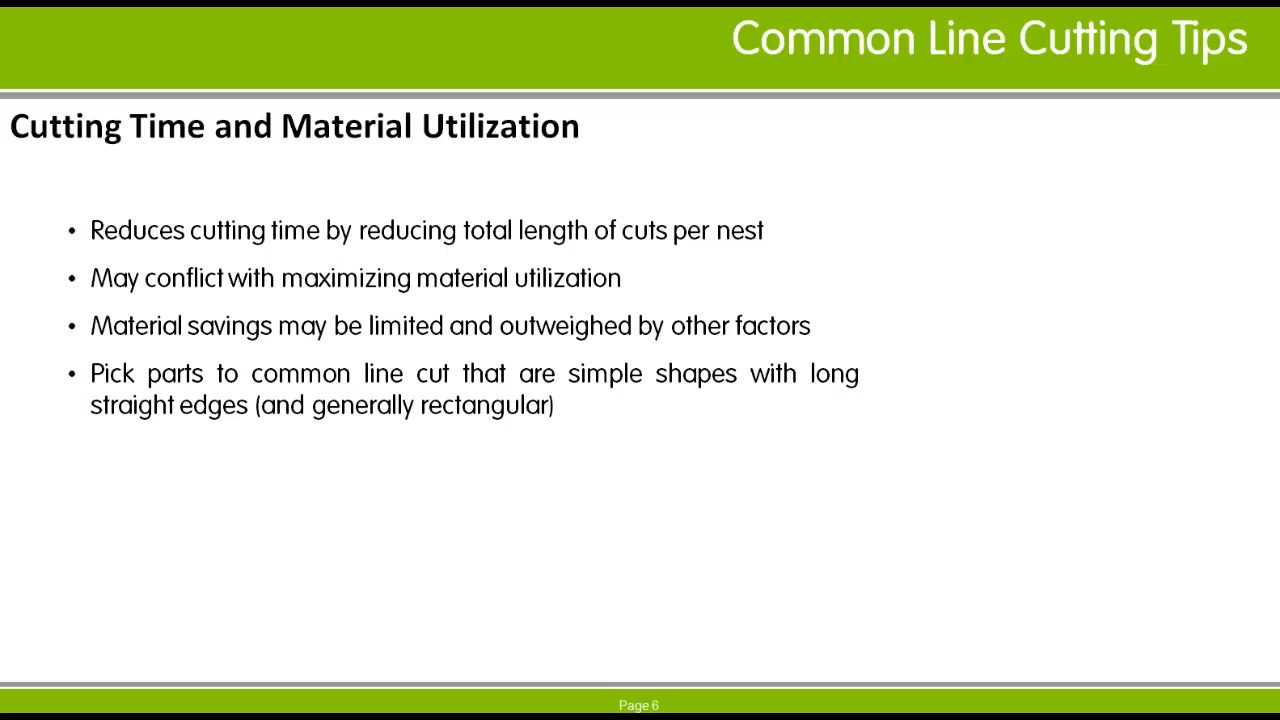 Common Line Cutting Tips
Cutting Time and Material Utilization
• Reduces cutting time by reducing total length of cuts per nest
• May conflict with maximizing material utilization
• Material savings may be limited and outweighed by other factors
• Pick parts to common line cut that are simple shapes with long
straight edges (and generally rectangular)
Page 6